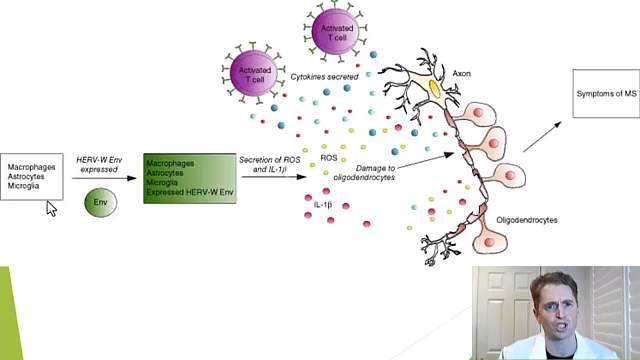 Activated
T cell
Activated
T cell
Cytokines secreted
Axon
Symptoms of MS
Macrophages
Astrocytes
Microglia
HERV-W Env
expressed
Env
Macrophages
Astrocytes
Microglia
Expressed HERV-W Env
Secretion of ROS
and IL-1β
ROS
IL-1β
Damage to
oligodendrocytes
Oligodendrocytes